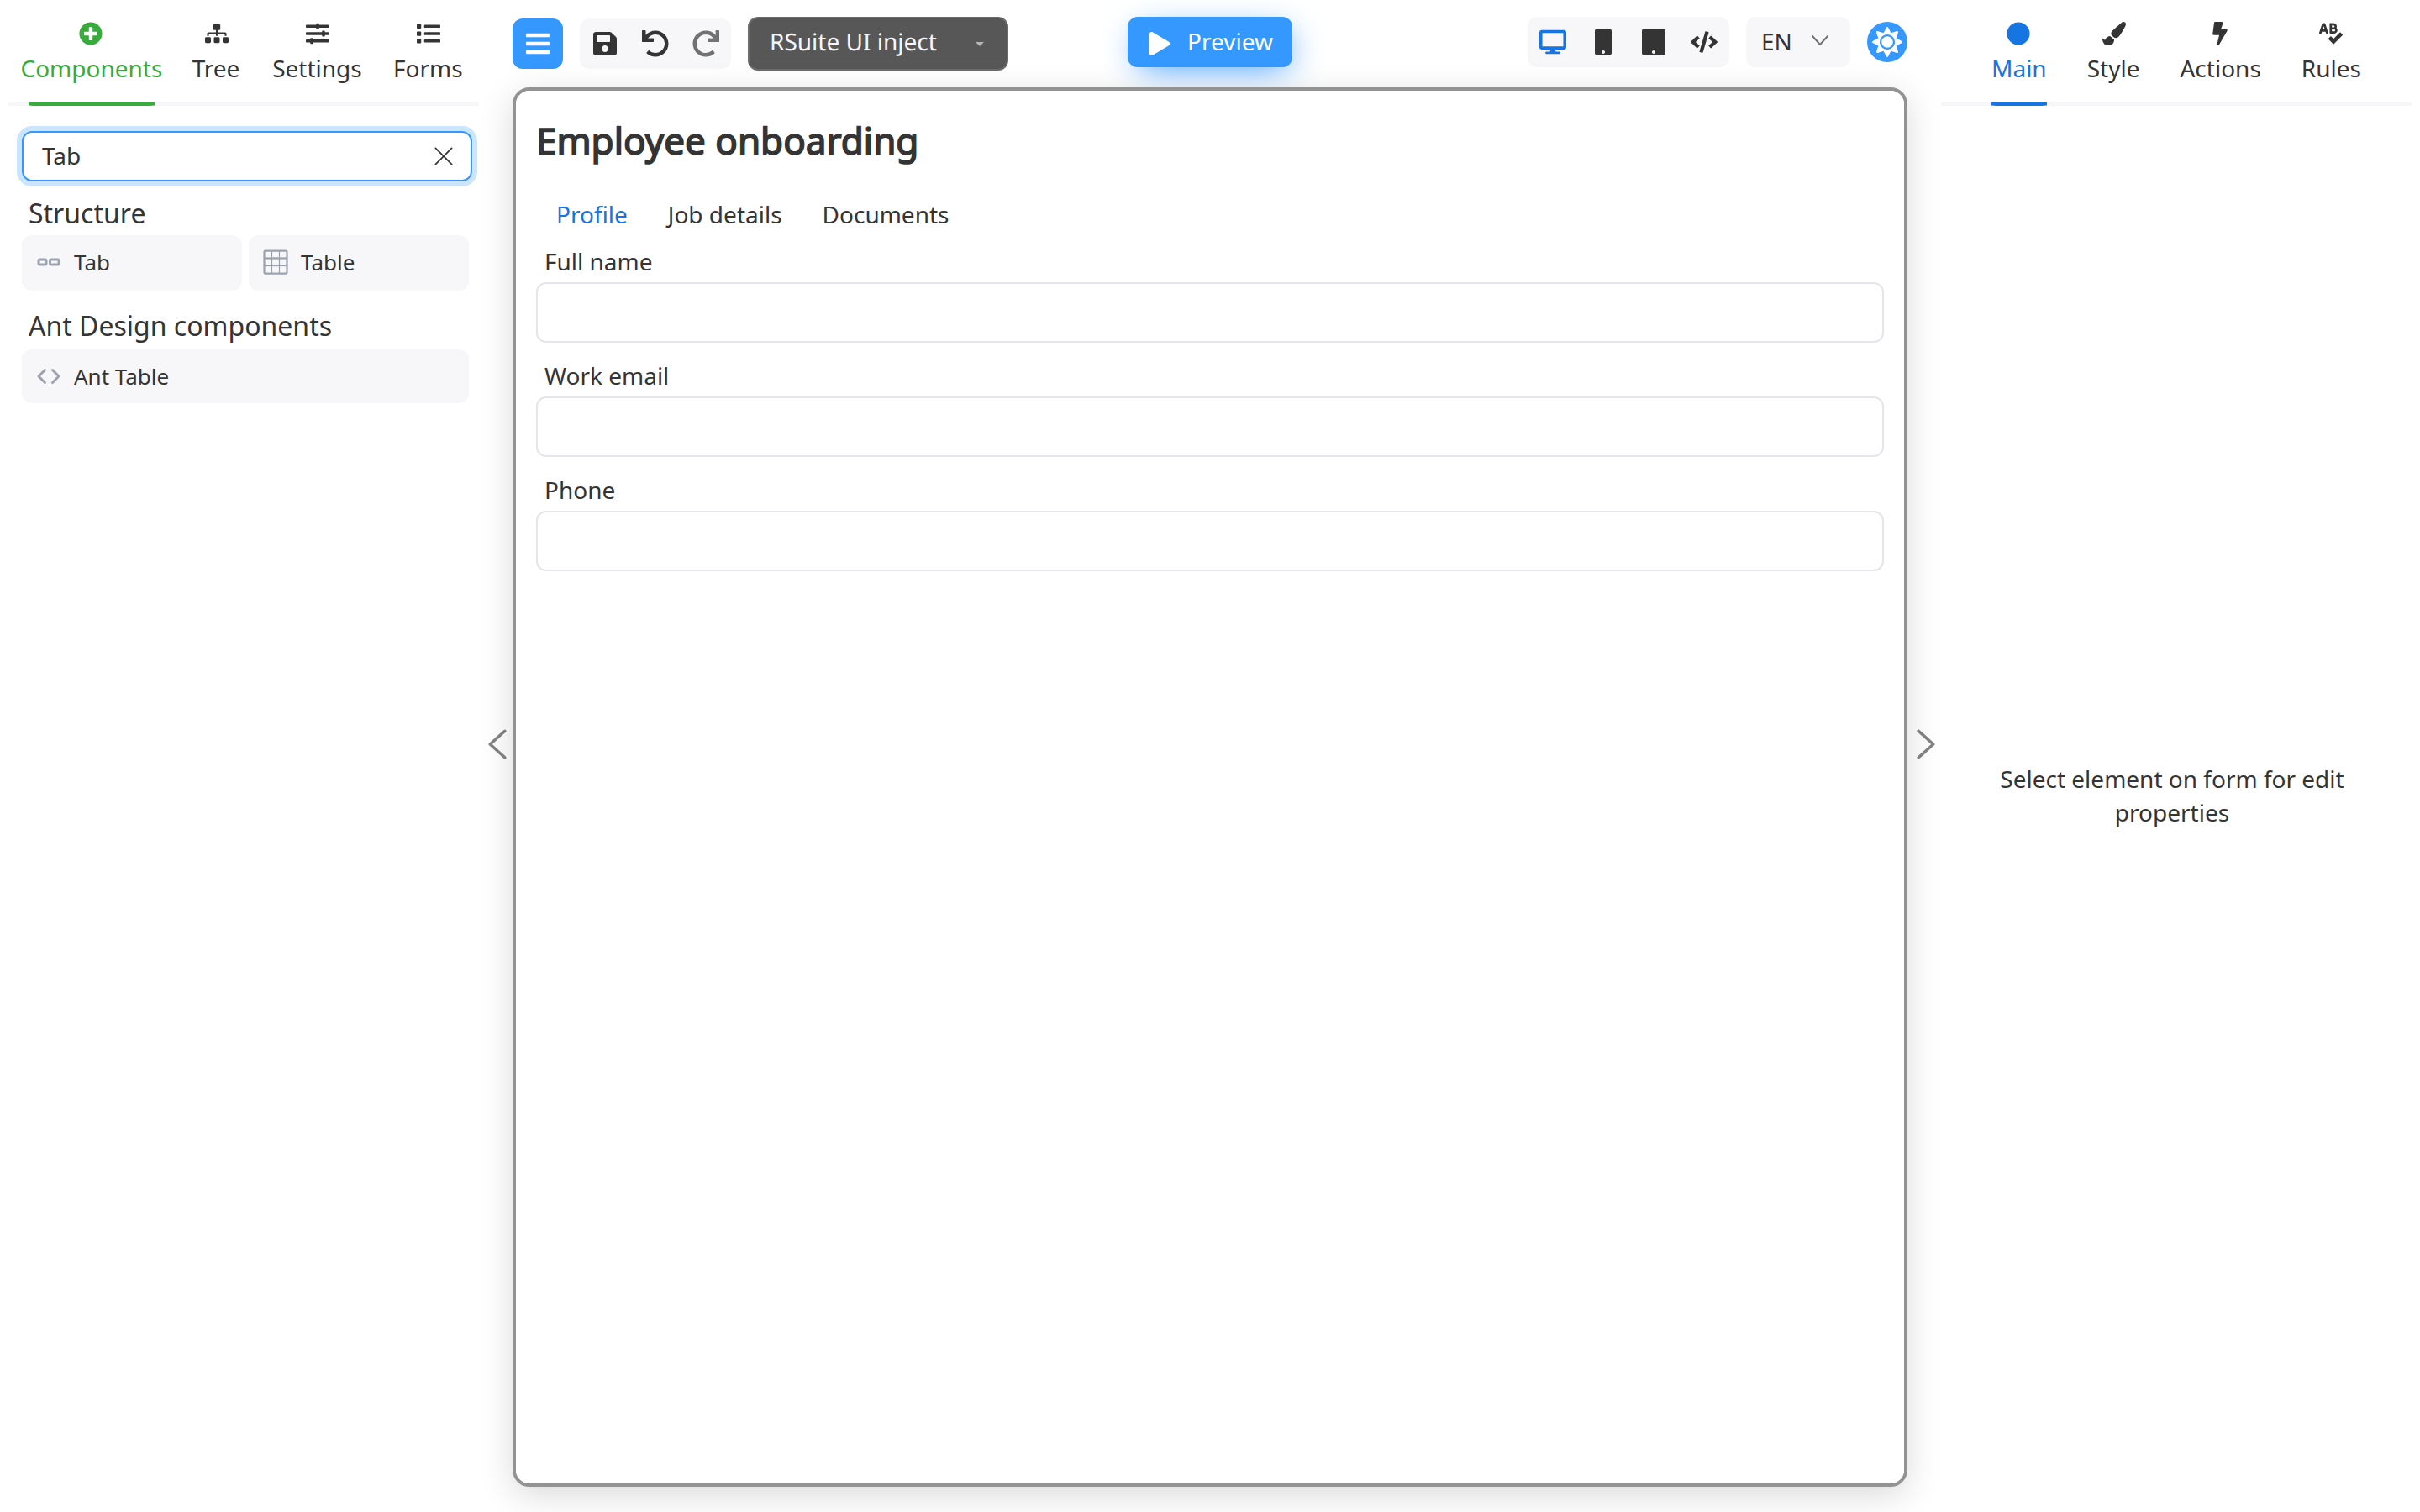 Components
Tree
Settings
Forms
RSuite UI inject
Preview
EN
Main
Style
Actions
Rules
Tab
Structure
Tab
Table
Ant Design components
Ant Table
Employee onboarding
Profile
Job details
Documents
Full name
Work email
Phone
Select element on form for edit
properties